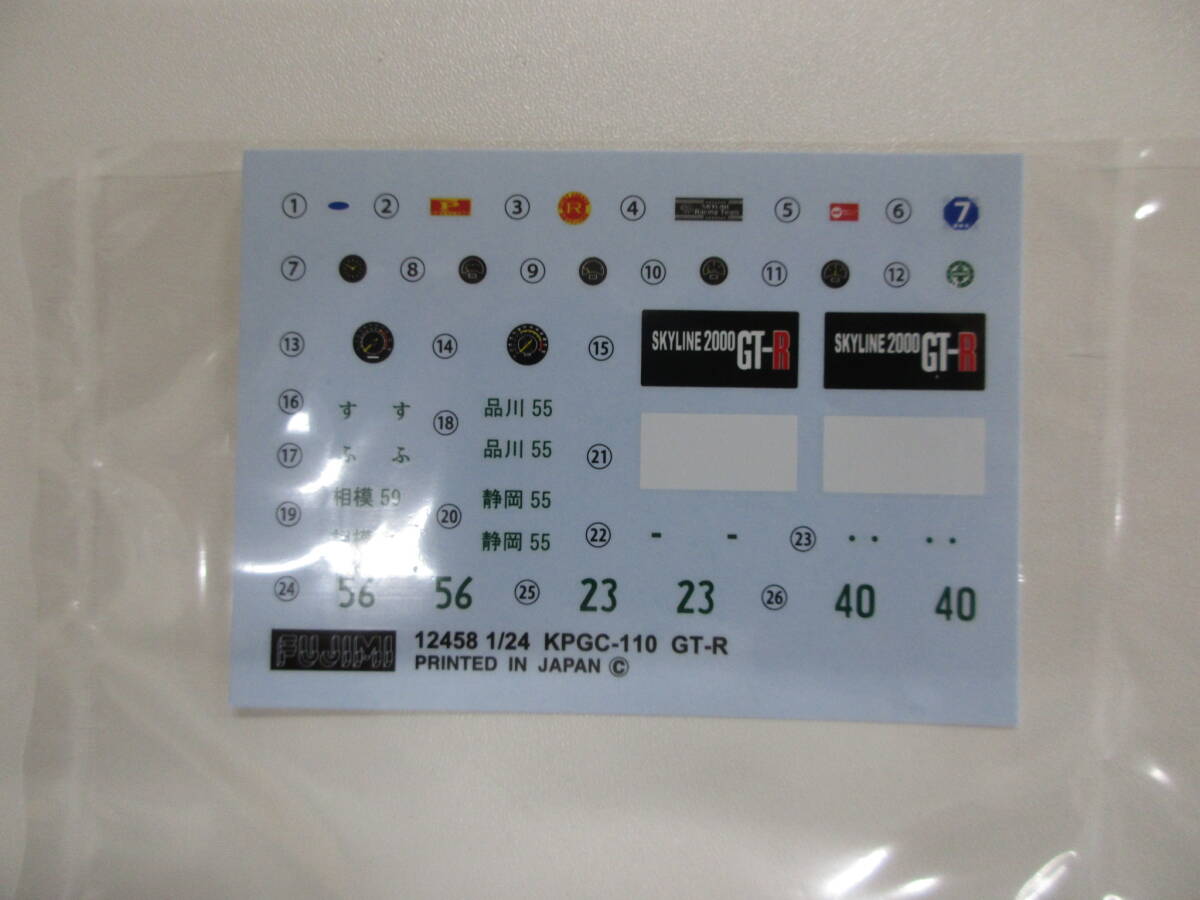 ① ② P ③ R ④ Racing Team ⑤ ⑥ 7
⑦ ⑧ ⑨ ⑩ ⑪ ⑫
⑬ ⑭ ⑮ SKYLINE 2000 GT-R SKYLINE 2000 GT-R
⑯ す す ⑱ 品川 55
⑰ ふ ふ 品川 55 ㉑
⑲ 相模 59 ⑳ 静岡 55
静岡 55 ㉒ - - ㉓ ・・ ・・
㉔ 56 56 ㉕ 23 23 ㉖ 40 40
FUJIMI 12458 1/24 KPGC-110 GT-R
PRINTED IN JAPAN ©